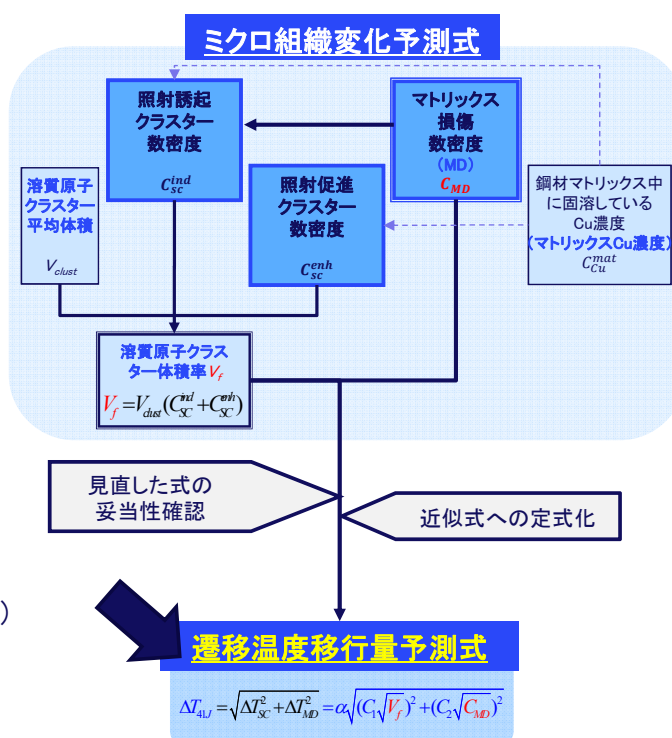 ミクロ組織変化予測式
照射誘起
クラスター
数密度
C_{sc}^{ind}
マトリックス
損傷
数密度
(MD)
C_{MD}
溶質原子
クラスター
平均体積
V_{clust}
照射促進
クラスター
数密度
C_{sc}^{enh}
鋼材マトリックス中
に固溶している
Cu濃度
(マトリックスCu濃度)
C_{Cu}^{mat}
溶質原子クラス
ター体積率V_f
V_f=V_{clust}(C_{SC}^{ind}+C_{SC}^{enh})
見直した式の
妥当性確認
近似式への定式化
)
遷移温度移行量予測式
ΔT_{41J}=√(ΔT_{SC}^2+ΔT_{MD}^2)=α√((C_1√V_f)^2+(C_2√C_{MD})^2)